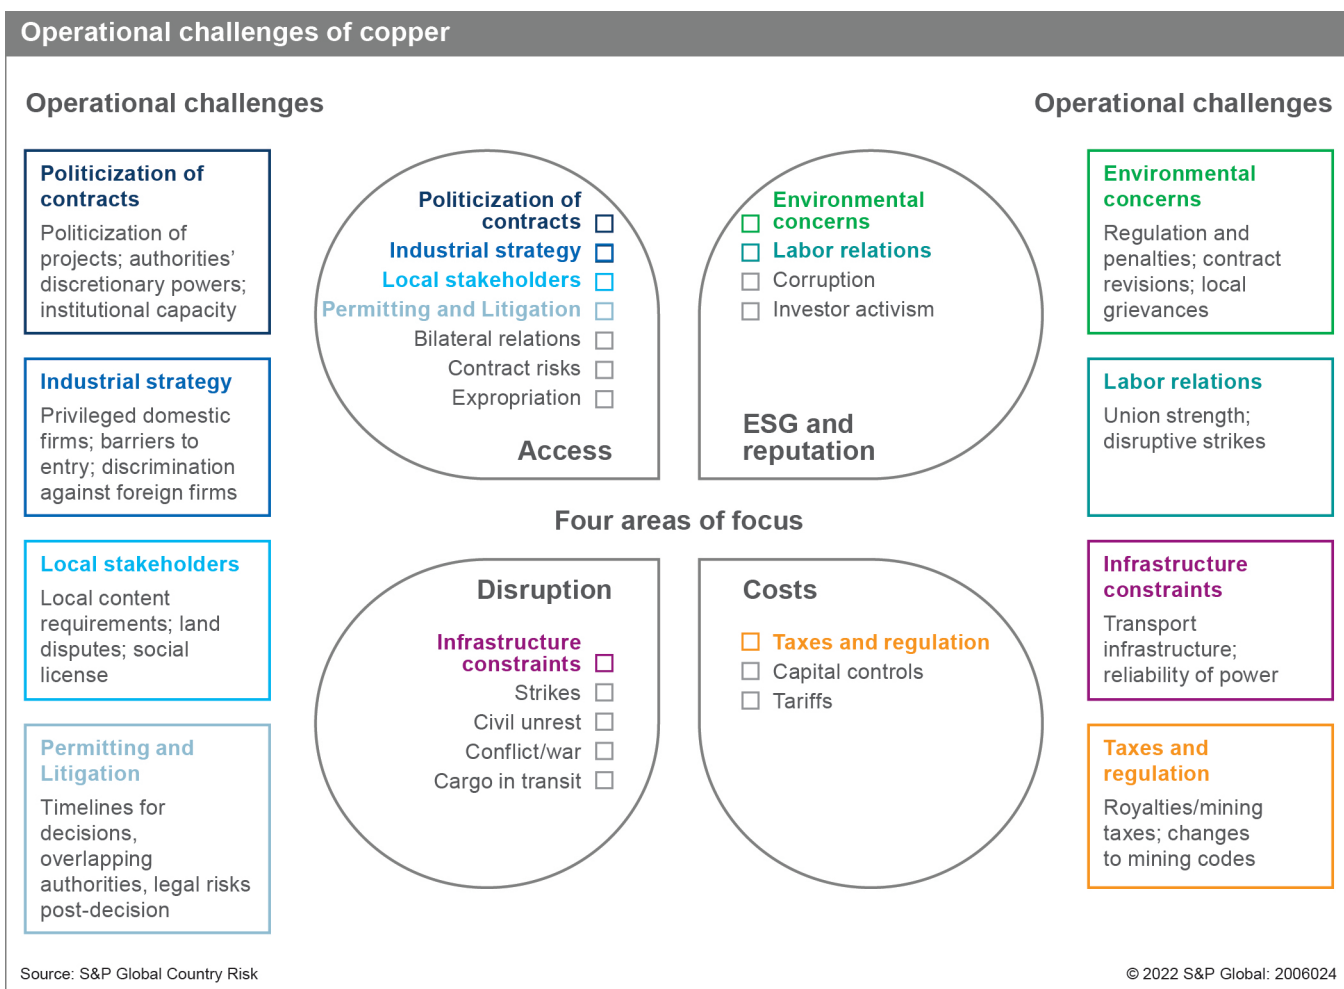 Operational challenges of copper
Operational challenges
Operational challenges
Politicization of
contracts
Politicization of
projects; authorities’
discretionary powers;
institutional capacity
Industrial strategy
Privileged domestic
firms; barriers to
entry; discrimination
against foreign firms
Local stakeholders
Local content
requirements; land
disputes; social
license
Permitting and
Litigation
Timelines for
decisions,
overlapping
authorities, legal risks
post-decision
Politicization of
contracts
Industrial strategy
Local stakeholders
Permitting and Litigation
Bilateral relations
Contract risks
Expropriation
Access
Environmental
concerns
Labor relations
Corruption
Investor activism
ESG and
reputation
Four areas of focus
Disruption
Infrastructure
constraints
Strikes
Civil unrest
Conflict/war
Cargo in transit
Costs
Taxes and regulation
Capital controls
Tariffs
Environmental
concerns
Regulation and
penalties; contract
revisions; local
grievances
Labor relations
Union strength;
disruptive strikes
Infrastructure
constraints
Transport
infrastructure;
reliability of power
Taxes and
regulation
Royalties/mining
taxes; changes
to mining codes
Source: S&P Global Country Risk
© 2022 S&P Global: 2006024